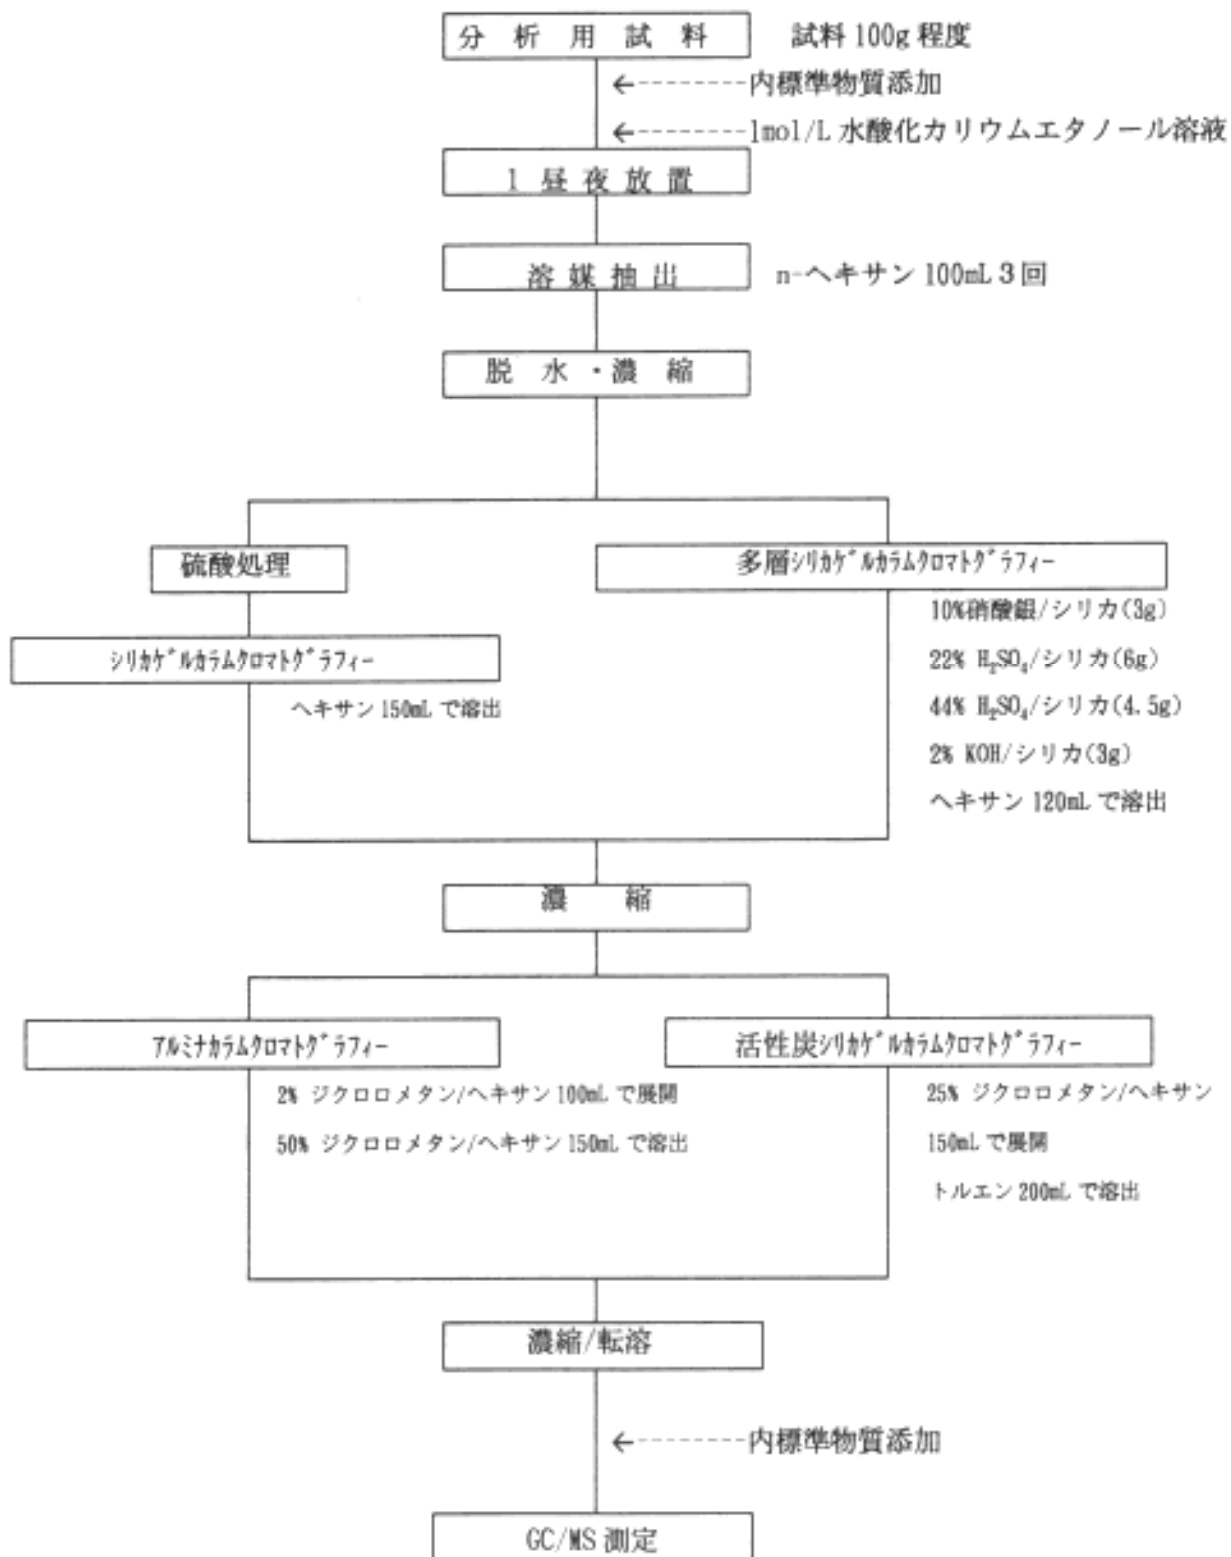 分析用試料
試料100g程度
内標準物質添加
1mol/L 水酸化カリウムエタノール溶液
1昼夜放置
溶媒抽出
n-ヘキサン 100mL 3回
脱水・濃縮
硫酸処理
多層シリカゲルカラムクロマトグラフィー
10%硝酸銀/シリカ(3g)
シリカゲルカラムクロマトグラフィー
22% H₂SO₄/シリカ(6g)
ヘキサン 150mL で溶出
44% H₂SO₄/シリカ(4.5g)
2% KOH/シリカ(3g)
ヘキサン 120mL で溶出
濃縮
アルミナカラムクロマトグラフィー
活性炭シリカゲルカラムクロマトグラフィー
2% ジクロロメタン/ヘキサン 100mL で展開
50% ジクロロメタン/ヘキサン 150mL で溶出
25% ジクロロメタン/ヘキサン
150mL で展開
トルエン 200mL で溶出
濃縮/転溶
内標準物質添加
GC/MS 測定